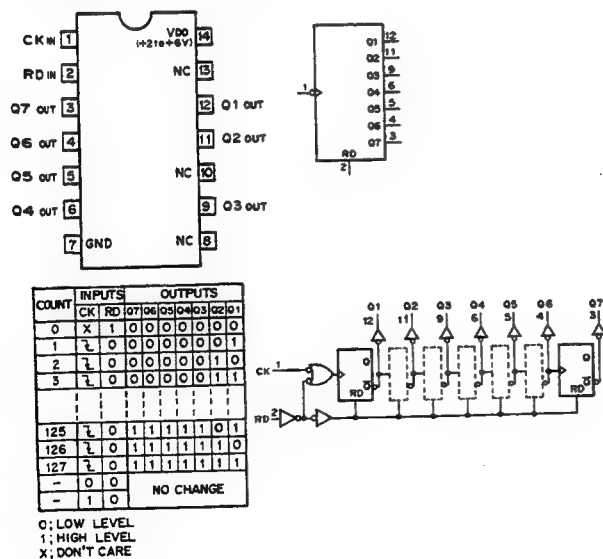 CK IN 1
RD IN 2
Q7 OUT 3
Q6 OUT 4
Q5 OUT 5
Q4 OUT 6
7 GND
VDD 14
(+2 to +6V)
NC 13
12 Q1 OUT
11 Q2 OUT
NC 10
9 Q3 OUT
NC 8
1
Q1 12
Q2 11
Q3 9
Q4 6
Q5 5
Q6 4
Q7 3
RD
2
COUNT INPUTS OUTPUTS
CK RD Q7 Q6 Q5 Q4 Q3 Q2 Q1
0 X 1 0 0 0 0 0 0 0
1 0 0 0 0 0 0 0 1
2 0 0 0 0 0 0 1 0
3 0 0 0 0 0 0 1 1
125 0 1 1 1 1 1 0 1
126 0 1 1 1 1 1 1 0
127 0 1 1 1 1 1 1 1
- 0 0 NO CHANGE
- 1 0
0; LOW LEVEL
1; HIGH LEVEL
X; DON'T CARE
Q1 Q2 Q3 Q4 Q5 Q6 Q7
12 11 9 6 5 4 3
CK 1
Q
Q̅
RD
Q
Q̅
RD
RD 2